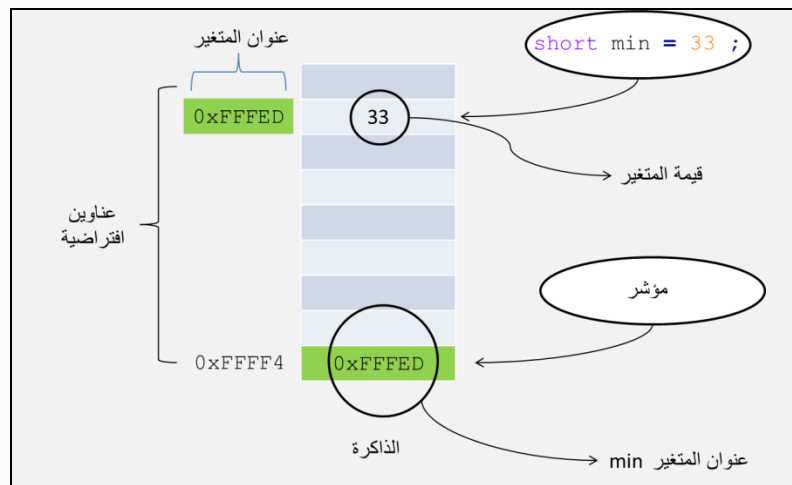 عنوان المتغير
short min = 33 ;
0xFFFED
33
قيمة المتغير
عناوين
افتراضية
مؤشر
0xFFFF4
0xFFFED
الذاكرة
عنوان المتغير min